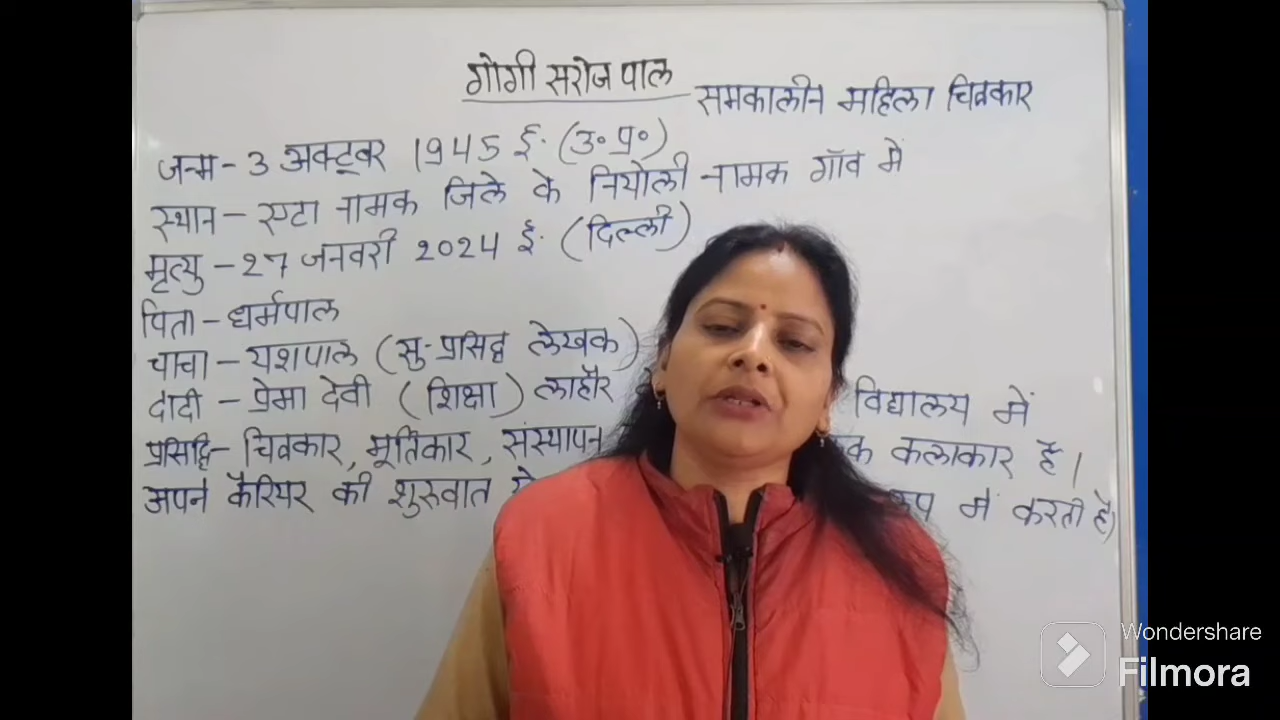 गोगी सरोज पाल
समकालीन महिला चित्रकार
जन्म - 3 अक्टूबर 1945 ई. (उ॰ प्र॰)
स्थान - एटा नामक जिले के नियोली नामक गाँव में
मृत्यु - 27 जनवरी 2024 ई. (दिल्ली)
पिता - धर्मपाल
चाचा - यशपाल (सु-प्रसिद्व लेखक)
दादी - प्रेमा देवी (शिक्षा) लाहौर विद्यालय में
प्रसिद्वि- चित्रकार, मूर्तिकार, संस्थापन कलाकार है।
अपने कैरियर की शुरुवात में करती है।
Wondershare
Filmora